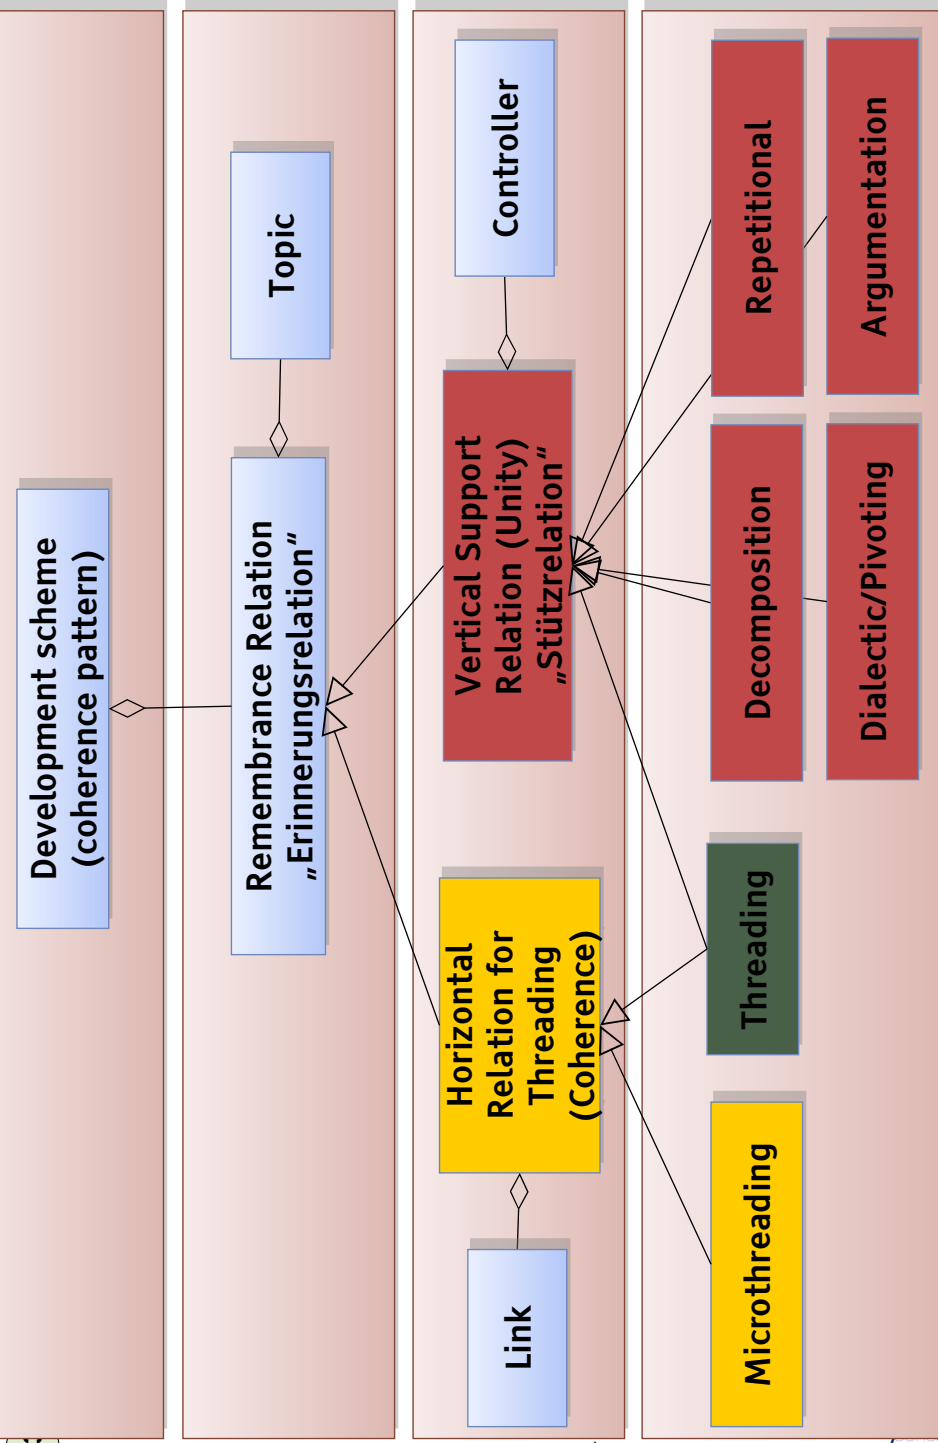 Development scheme
(coherence pattern)
Remembrance Relation
„Erinnerungsrelation“
Topic
Link
Horizontal
Relation for
Threading
(Coherence)
Vertical Support
Relation (Unity)
„Stützrelation“
Controller
Microthreading
Threading
Decomposition
Repetitional
Dialectic/Pivoting
Argumentation